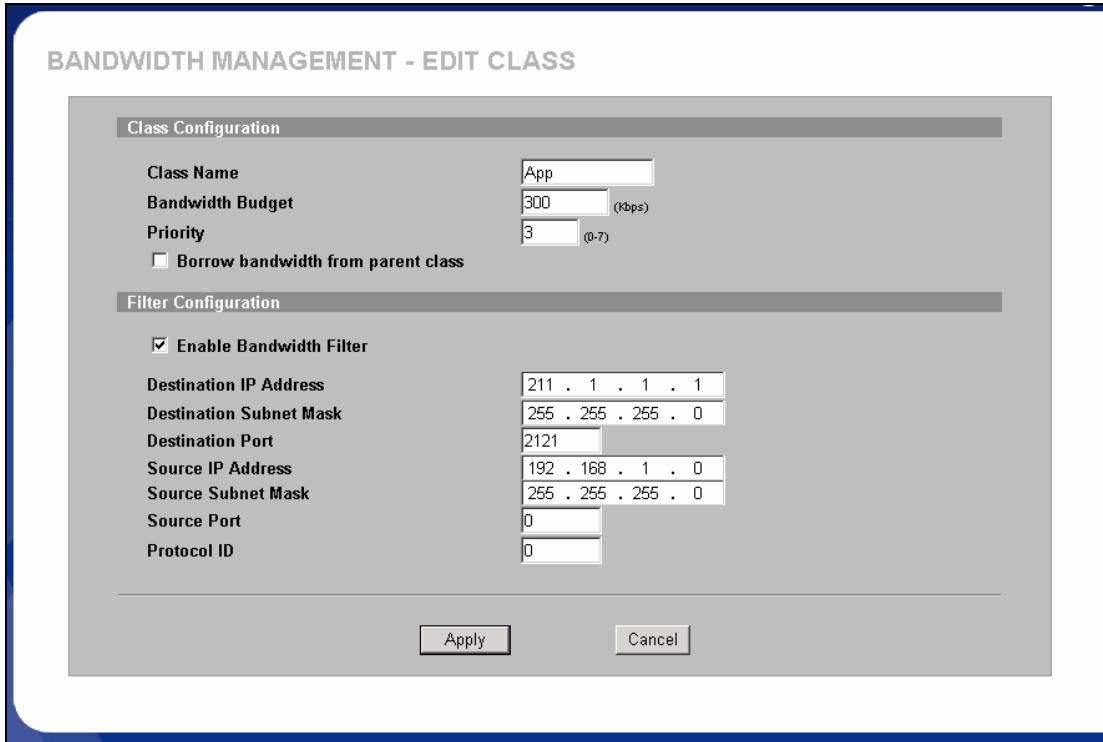 BANDWIDTH MANAGEMENT - EDIT CLASS
Class Configuration
Class Name App
Bandwidth Budget 300 (Kbps)
Priority 3 (0-7)
Borrow bandwidth from parent class
Filter Configuration
Enable Bandwidth Filter
Destination IP Address 211 . 1 . 1 . 1
Destination Subnet Mask 255 . 255 . 255 . 0
Destination Port 2121
Source IP Address 192 . 168 . 1 . 0
Source Subnet Mask 255 . 255 . 255 . 0
Source Port 0
Protocol ID 0
Apply Cancel